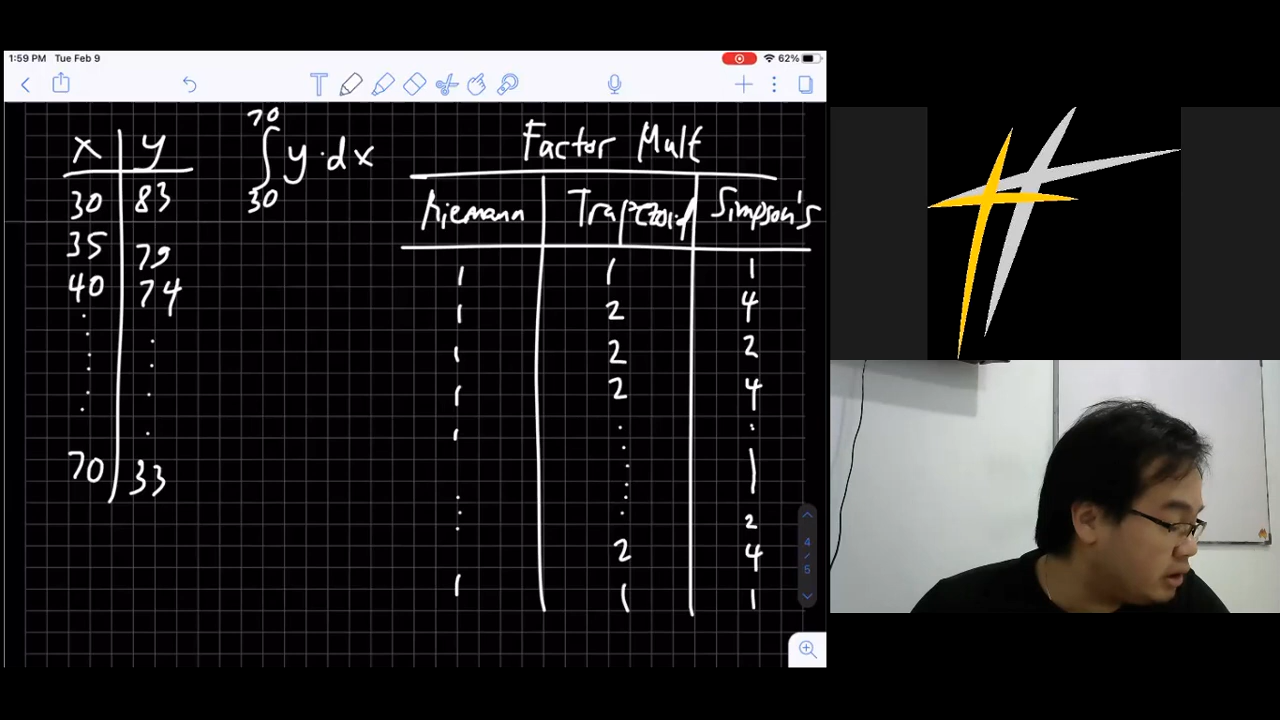 1:59 PM Tue Feb 9
62%
x y
30 83
35 79
40 74
70 33
∫ 70 30 y · dx
Factor Mult
Riemann Trapezoid Simpson's
1 1 1
1 2 4
1 2 2
1 2 4
1
2
2 4
1 1 1
4
/
5